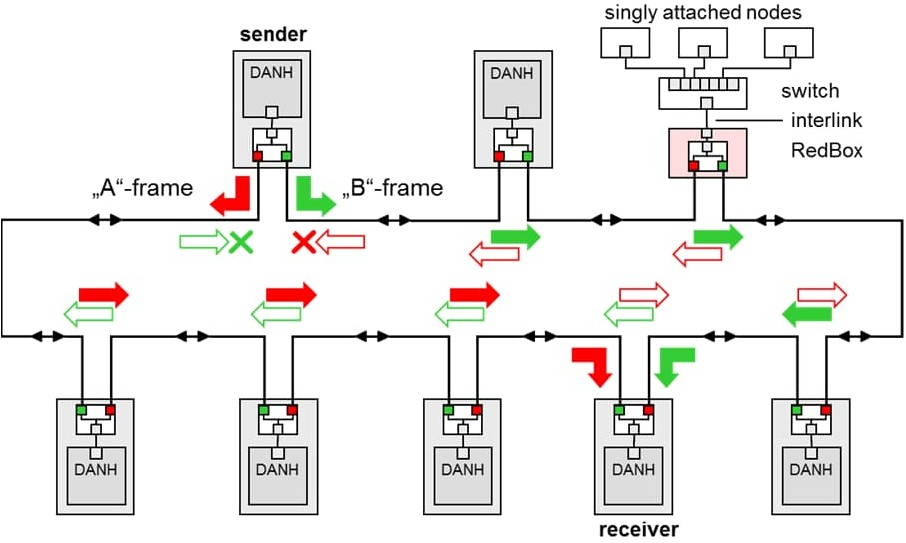 singly attached nodes
sender
DANH
DANH
switch
interlink
RedBox
„A“-frame
„B“-frame
DANH
DANH
DANH
DANH
DANH
receiver